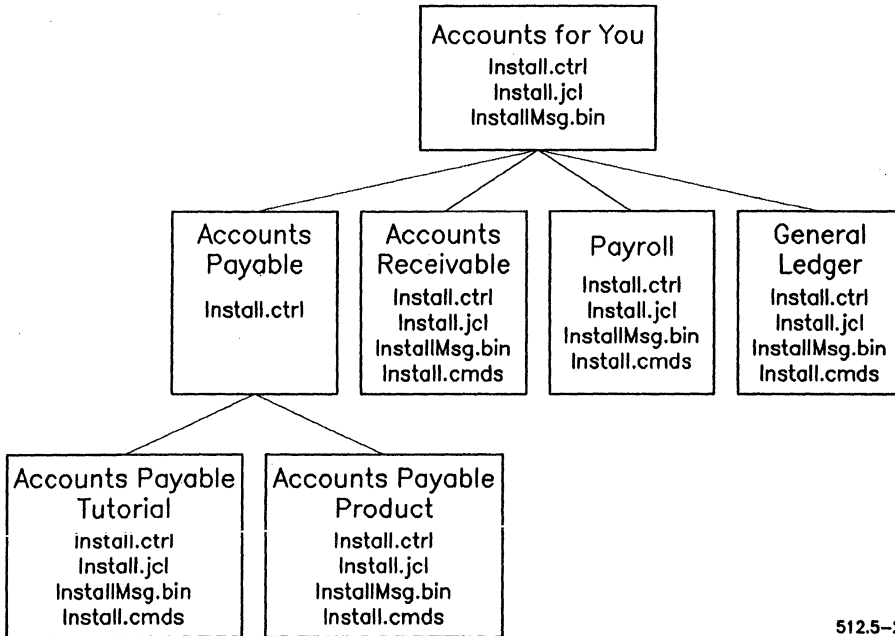 Accounts for You
Install.ctrl
Install.jcl
InstallMsg.bin
Accounts
Payable
Install.ctrl
Accounts
Receivable
Install.ctrl
Install.jcl
InstallMsg.bin
Install.cmds
Payroll
Install.ctrl
Install.jcl
InstallMsg.bin
Install.cmds
General
Ledger
Install.ctrl
Install.jcl
InstallMsg.bin
Install.cmds
Accounts Payable
Tutorial
install.ctrl
Install.jcl
InstallMsg.bin
Install.cmds
Accounts Payable
Product
Install.ctrl
Install.jcl
InstallMsg.bin
Install.cmds